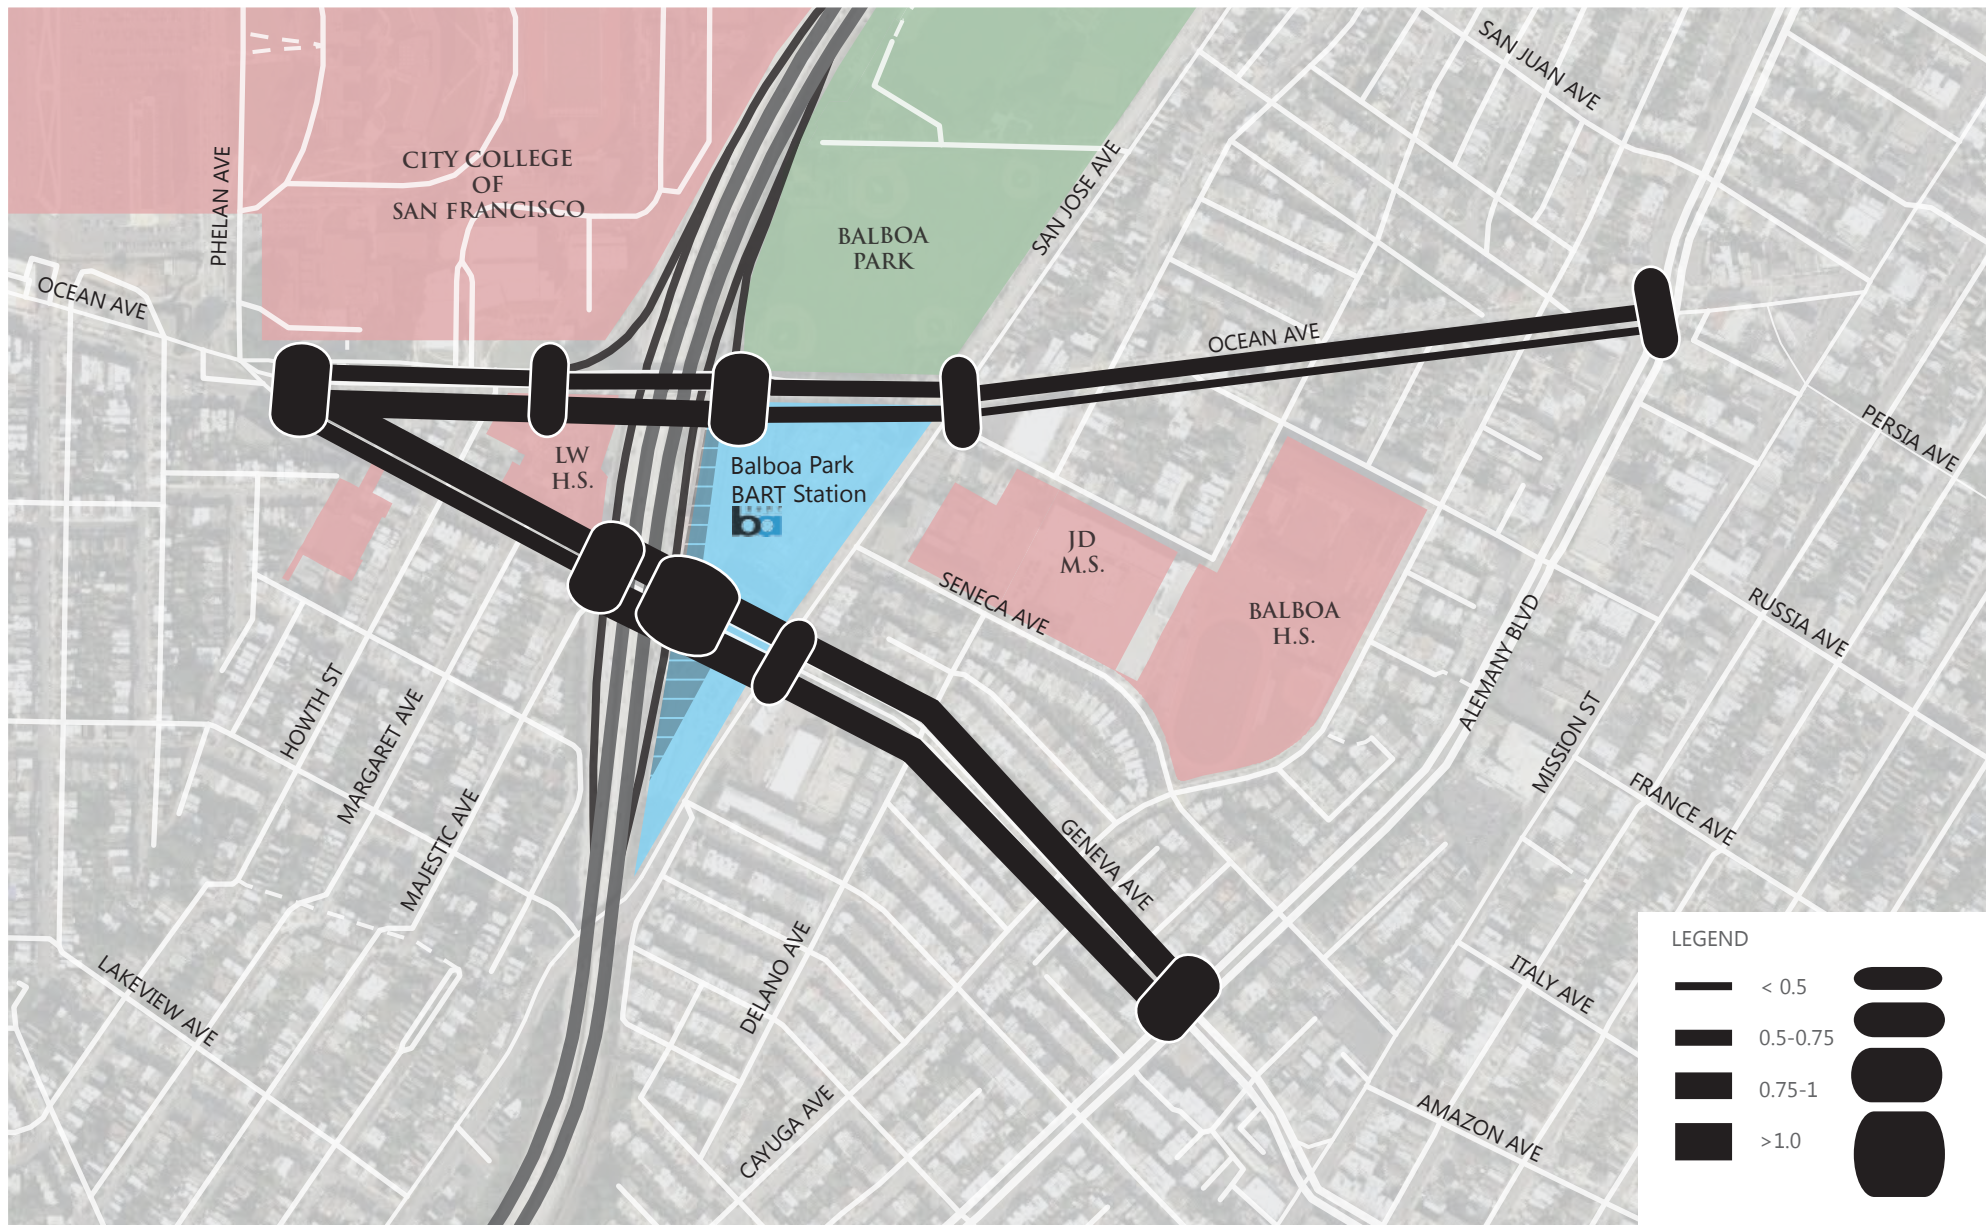 SAN JUAN AVE
PHELAN AVE
CITY COLLEGE
OF
SAN FRANCISCO
SAN JOSE AVE
BALBOA
PARK
OCEAN AVE
OCEAN AVE
PERSIA AVE
LW
H.S.
Balboa Park
BART Station
ba
JD
M.S.
SENECA AVE
BALBOA
H.S.
RUSSIA AVE
ALEMANY BLVD
HOWTH ST
MARGARET AVE
MISSION ST
MAJESTIC AVE
FRANCE AVE
GENEVA AVE
DELANO AVE
LAKEVIEW AVE
ITALY AVE
CAYUGA AVE
AMAZON AVE
LEGEND
< 0.5
0.5-0.75
0.75-1
>1.0